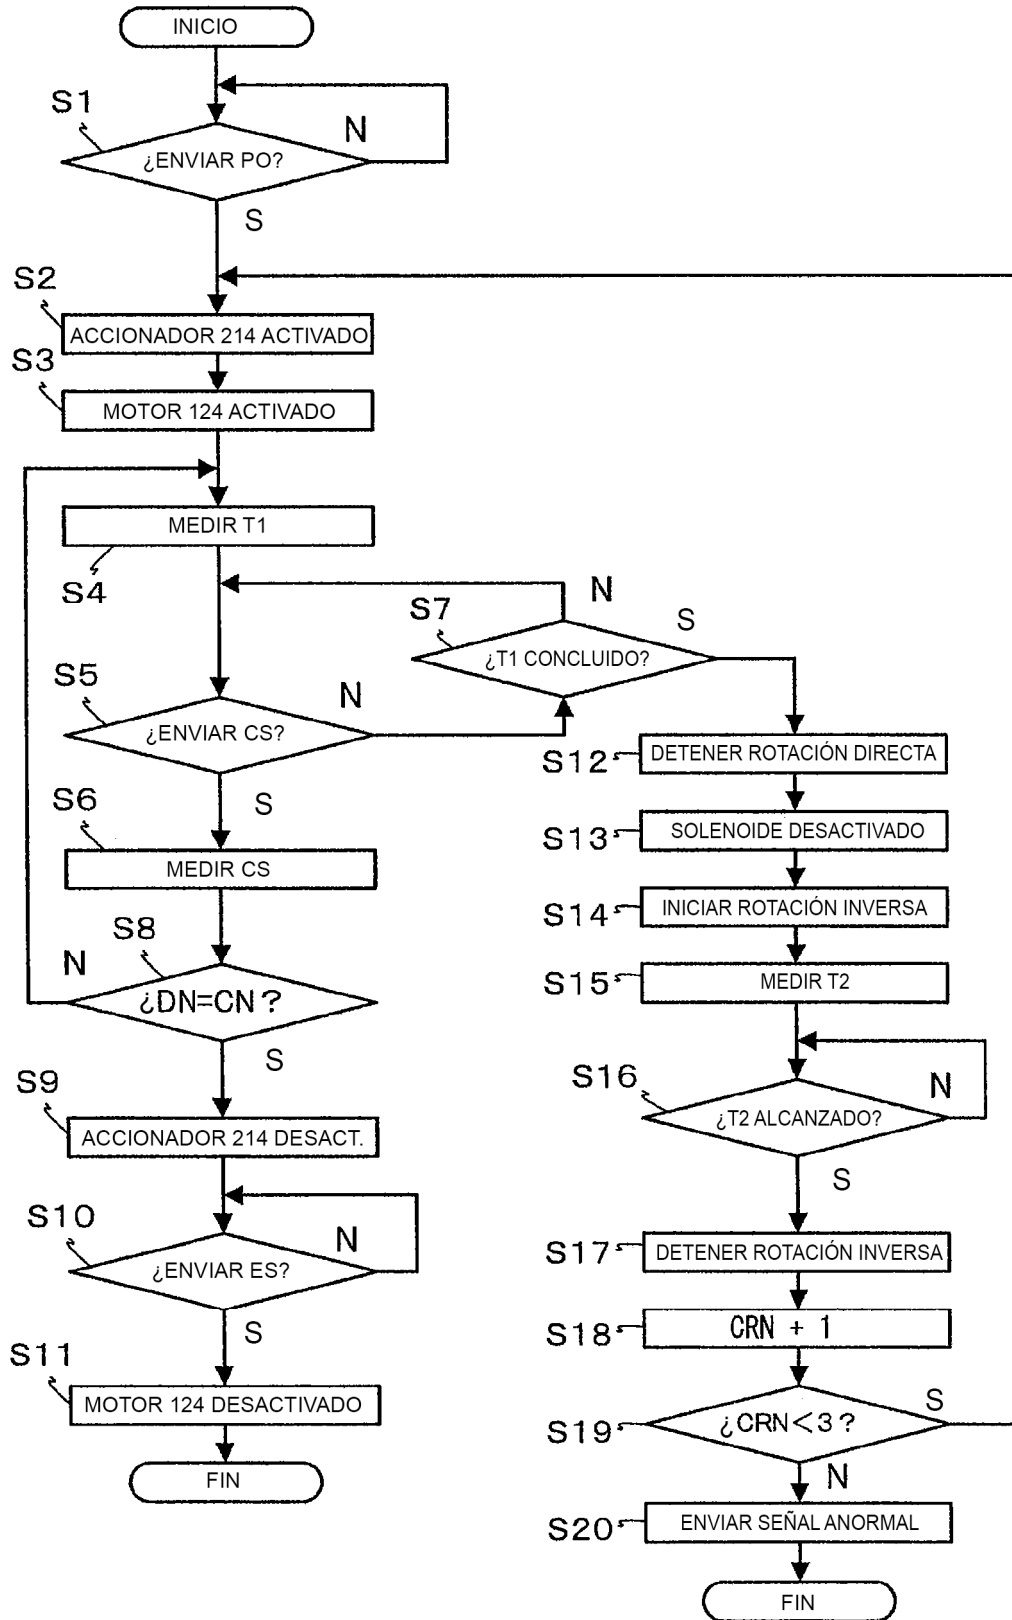 INICIO
S1
N
¿ENVIAR PO?
S
S2
ACCIONADOR 214 ACTIVADO
S3
MOTOR 124 ACTIVADO
MEDIR T1
S4
N
S7
S
¿T1 CONCLUIDO?
S5
N
¿ENVIAR CS?
S
S6
MEDIR CS
S8
N
¿DN=CN?
S
S9
ACCIONADOR 214 DESACT.
S10
N
¿ENVIAR ES?
S
S11
MOTOR 124 DESACTIVADO
FIN
S12
DETENER ROTACIÓN DIRECTA
S13
SOLENOIDE DESACTIVADO
S14
INICIAR ROTACIÓN INVERSA
S15
MEDIR T2
S16
N
¿T2 ALCANZADO?
S
S17
DETENER ROTACIÓN INVERSA
S18
CRN + 1
S19
S
¿CRN<3?
N
S20
ENVIAR SEÑAL ANORMAL
FIN